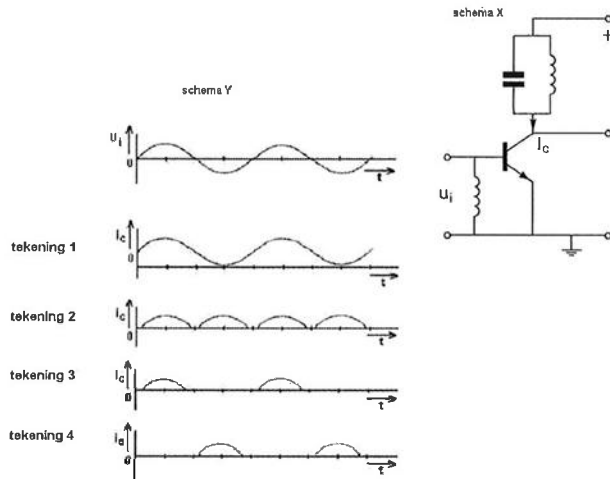 schema X
+
schema Y
I_c
u_i
U_i
0
t
tekening 1
I_c
0
t
tekening 2
i_c
0
t
tekening 3
I_c
0
t
tekening 4
0
t